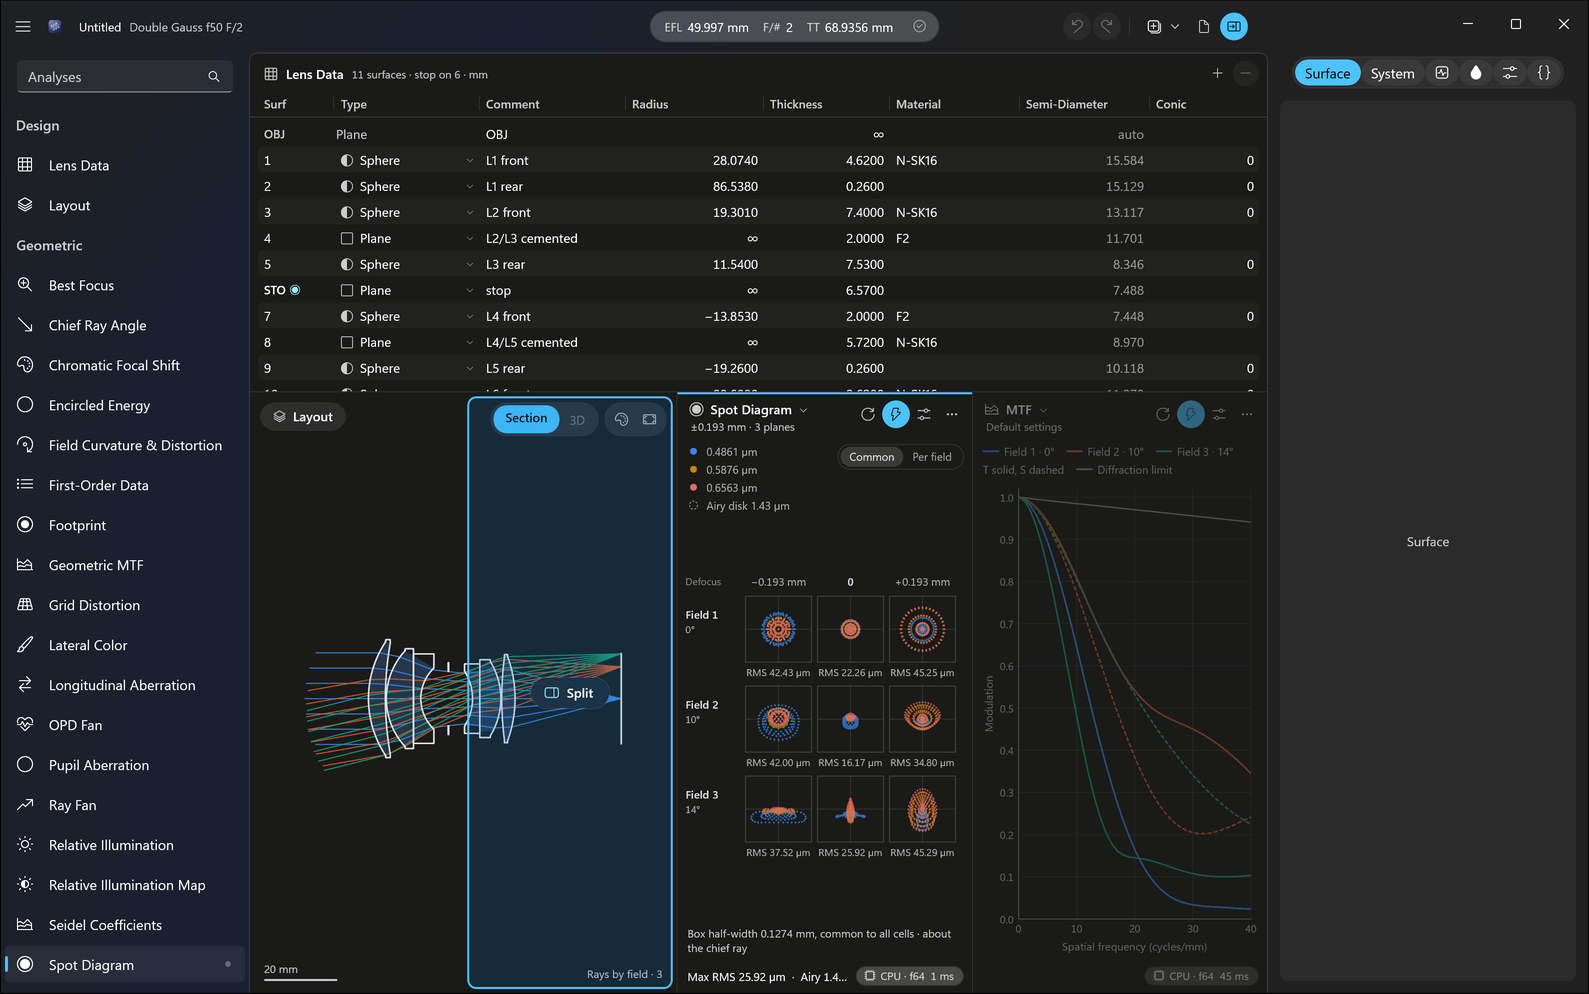 Untitled Double Gauss f50 F/2
EFL 49.997 mm F/# 2 TT 68.9356 mm
Analyses
Design
Lens Data
Layout
Geometric
Best Focus
Chief Ray Angle
Chromatic Focal Shift
Encircled Energy
Field Curvature & Distortion
First-Order Data
Footprint
Geometric MTF
Grid Distortion
Lateral Color
Longitudinal Aberration
OPD Fan
Pupil Aberration
Ray Fan
Relative Illumination
Relative Illumination Map
Seidel Coefficients
Spot Diagram
Lens Data 11 surfaces · stop on 6 · mm
Surf Type Comment Radius Thickness Material Semi-Diameter Conic
OBJ Plane OBJ ∞ auto
1 Sphere L1 front 28.0740 4.6200 N-SK16 15.584 0
2 Sphere L1 rear 86.5380 0.2600 15.129 0
3 Sphere L2 front 19.3010 7.4000 N-SK16 13.117 0
4 Plane L2/L3 cemented ∞ 2.0000 F2 11.701
5 Sphere L3 rear 11.5400 7.5300 8.346 0
STO Plane stop ∞ 6.5700 7.488
7 Sphere L4 front −13.8530 2.0000 F2 7.448 0
8 Plane L4/L5 cemented ∞ 5.7200 N-SK16 8.970
9 Sphere L5 rear −19.2600 0.2600 10.118 0
Layout
Section 3D
Split
20 mm
Rays by field · 3
Spot Diagram
±0.193 mm · 3 planes
0.4861 µm
0.5876 µm
0.6563 µm
Airy disk 1.43 µm
Common Per field
Defocus −0.193 mm 0 +0.193 mm
Field 1
0°
RMS 42.43 µm RMS 22.26 µm RMS 45.25 µm
Field 2
10°
RMS 42.00 µm RMS 16.17 µm RMS 34.80 µm
Field 3
14°
RMS 37.52 µm RMS 25.92 µm RMS 45.29 µm
Box half-width 0.1274 mm, common to all cells · about
the chief ray
Max RMS 25.92 µm · Airy 1.4... CPU · f64 1 ms
MTF
Default settings
Field 1 · 0° Field 2 · 10° Field 3 · 14°
T solid, S dashed Diffraction limit
Modulation
1.0
0.9
0.8
0.7
0.6
0.5
0.4
0.3
0.2
0.1
0.0
0 10 20 30 40
Spatial frequency (cycles/mm)
CPU · f64 45 ms
Surface System { }
Surface